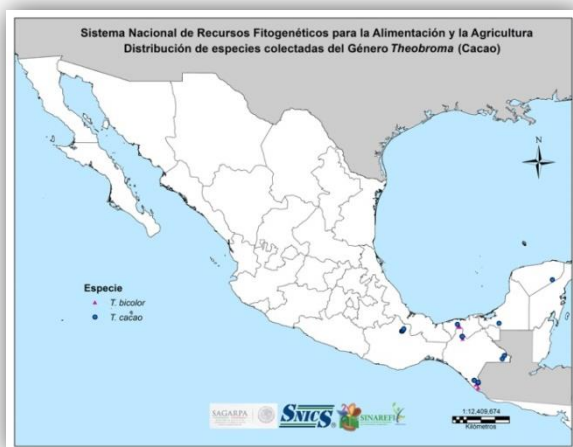 Sistema Nacional de Recursos Fitogenéticos para la Alimentación y la Agricultura
Distribución de especies colectadas del Género Theobroma (Cacao)
N
Especie
T. bicolor
T. cacao
SAGARPA
SNICS
SINAREFI
1:12,409,674
Kilómetros